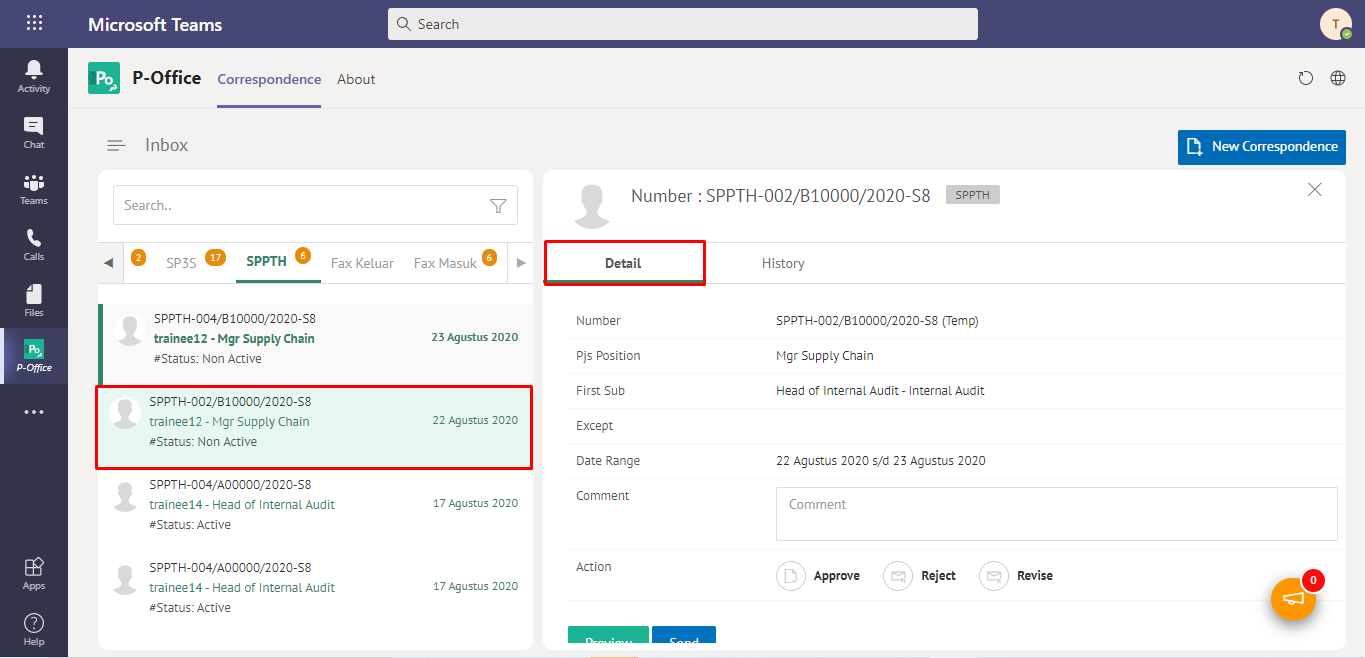 Microsoft Teams
Search
T
Activity
Chat
Teams
Calls
Files
Po
P-Office
Apps
Help
Po
P-Office
Correspondence
About
Inbox
New Correspondence
Search..
2
SP3S 17
SPPTH 6
Fax Keluar
Fax Masuk 6
SPPTH-004/B10000/2020-S8
trainee12 - Mgr Supply Chain
23 Agustus 2020
#Status: Non Active
SPPTH-002/B10000/2020-S8
trainee12 - Mgr Supply Chain
22 Agustus 2020
#Status: Non Active
SPPTH-004/A00000/2020-S8
trainee14 - Head of Internal Audit
17 Agustus 2020
#Status: Active
SPPTH-004/A00000/2020-S8
trainee14 - Head of Internal Audit
17 Agustus 2020
#Status: Active
Number : SPPTH-002/B10000/2020-S8 SPPTH
Detail
History
Number SPPTH-002/B10000/2020-S8 (Temp)
Pjs Position Mgr Supply Chain
First Sub Head of Internal Audit - Internal Audit
Except
Date Range 22 Agustus 2020 s/d 23 Agustus 2020
Comment
Comment
Action
Approve
Reject
Revise
0
Preview
Send